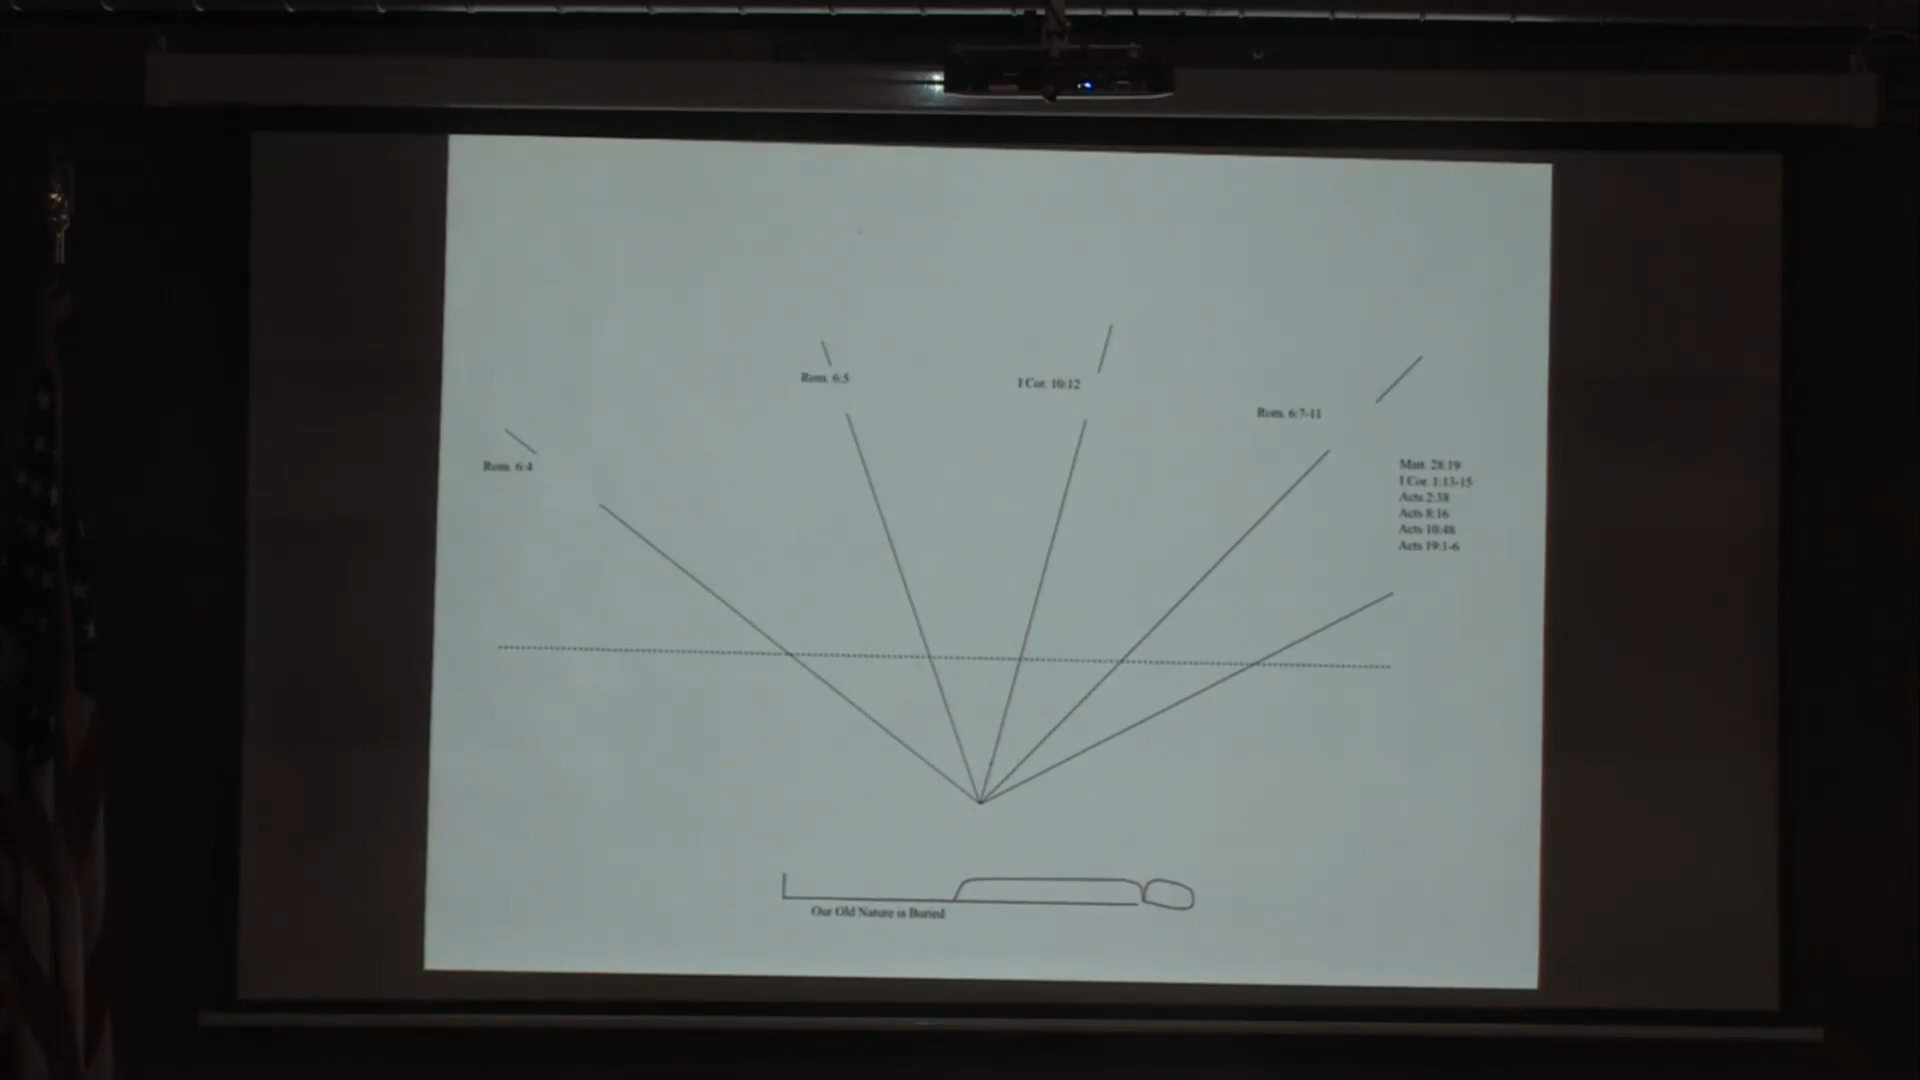 Rom. 6:5
I Cor. 10:12
Rom. 6:7-11
Rom. 6:4
Matt. 28:19
I Cor. 1:13-15
Acts 2:38
Acts 8:16
Acts 10:48
Acts 19:1-6
Our Old Nature is Buried